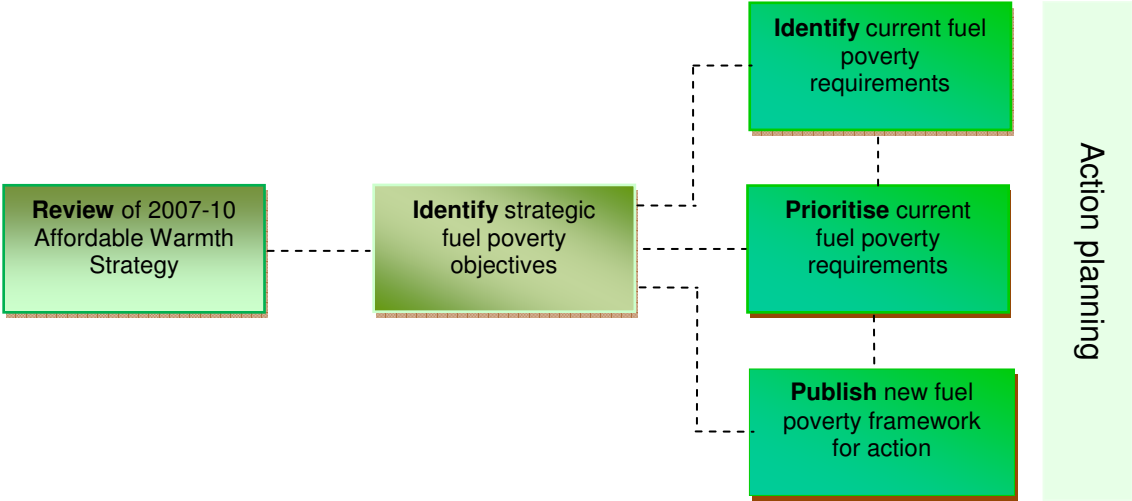 Review of 2007-10
Affordable Warmth
Strategy
Identify strategic
fuel poverty
objectives
Identify current fuel
poverty
requirements
Prioritise current
fuel poverty
requirements
Publish new fuel
poverty framework
for action
Action planning